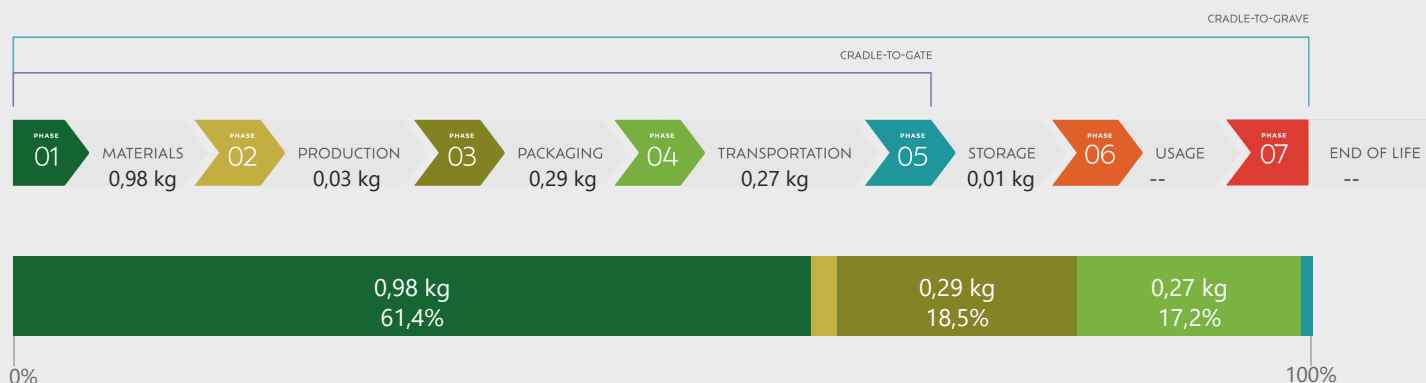 CRADLE-TO-GRAVE
CRADLE-TO-GATE
PHASE
01
MATERIALS
0,98 kg
PHASE
02
PRODUCTION
0,03 kg
PHASE
03
PACKAGING
0,29 kg
PHASE
04
TRANSPORTATION
0,27 kg
PHASE
05
STORAGE
0,01 kg
PHASE
06
USAGE
--
PHASE
07
END OF LIFE
--
0,98 kg
61,4%
0,29 kg
18,5%
0,27 kg
17,2%
0%
100%